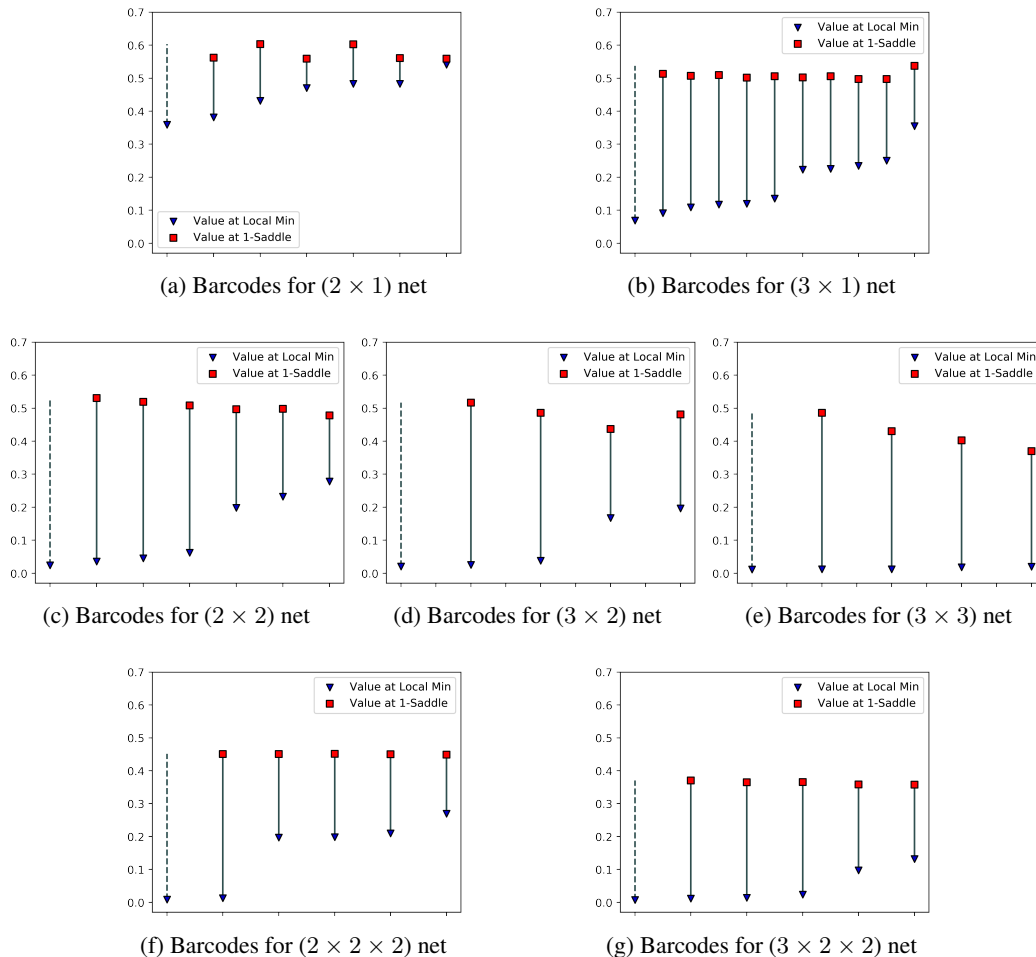 0.7
0.6
0.5
0.4
0.3
0.2
0.1
0.0
Value at Local Min
Value at 1-Saddle
(a) Barcodes for (2 × 1) net
0.7
0.6
0.5
0.4
0.3
0.2
0.1
0.0
Value at Local Min
Value at 1-Saddle
(b) Barcodes for (3 × 1) net
0.7
0.6
0.5
0.4
0.3
0.2
0.1
0.0
Value at Local Min
Value at 1-Saddle
(c) Barcodes for (2 × 2) net
0.7
0.6
0.5
0.4
0.3
0.2
0.1
0.0
Value at Local Min
Value at 1-Saddle
(d) Barcodes for (3 × 2) net
0.7
0.6
0.5
0.4
0.3
0.2
0.1
0.0
Value at Local Min
Value at 1-Saddle
(e) Barcodes for (3 × 3) net
0.7
0.6
0.5
0.4
0.3
0.2
0.1
0.0
Value at Local Min
Value at 1-Saddle
(f) Barcodes for (2 × 2 × 2) net
0.7
0.6
0.5
0.4
0.3
0.2
0.1
0.0
Value at Local Min
Value at 1-Saddle
(g) Barcodes for (3 × 2 × 2) net